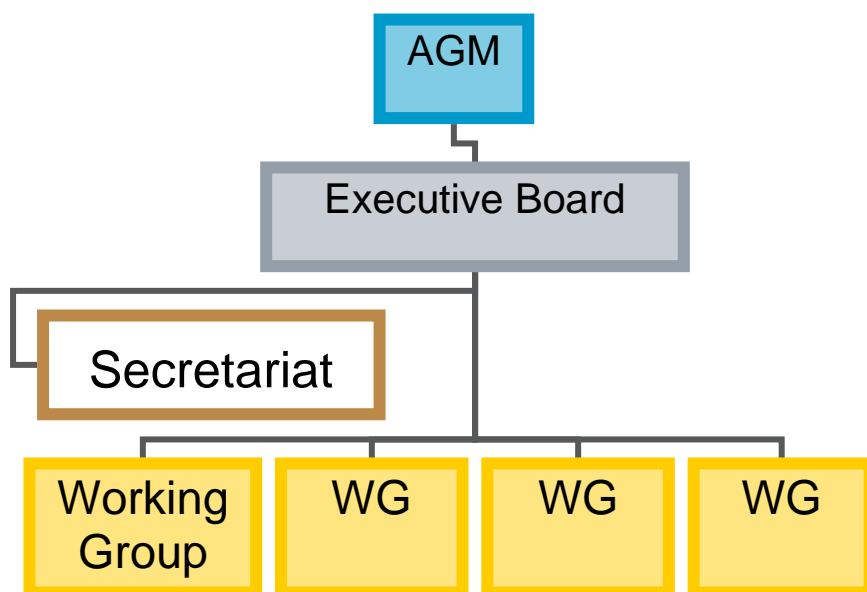 AGM
Executive Board
Secretariat
Working
Group
WG
WG
WG